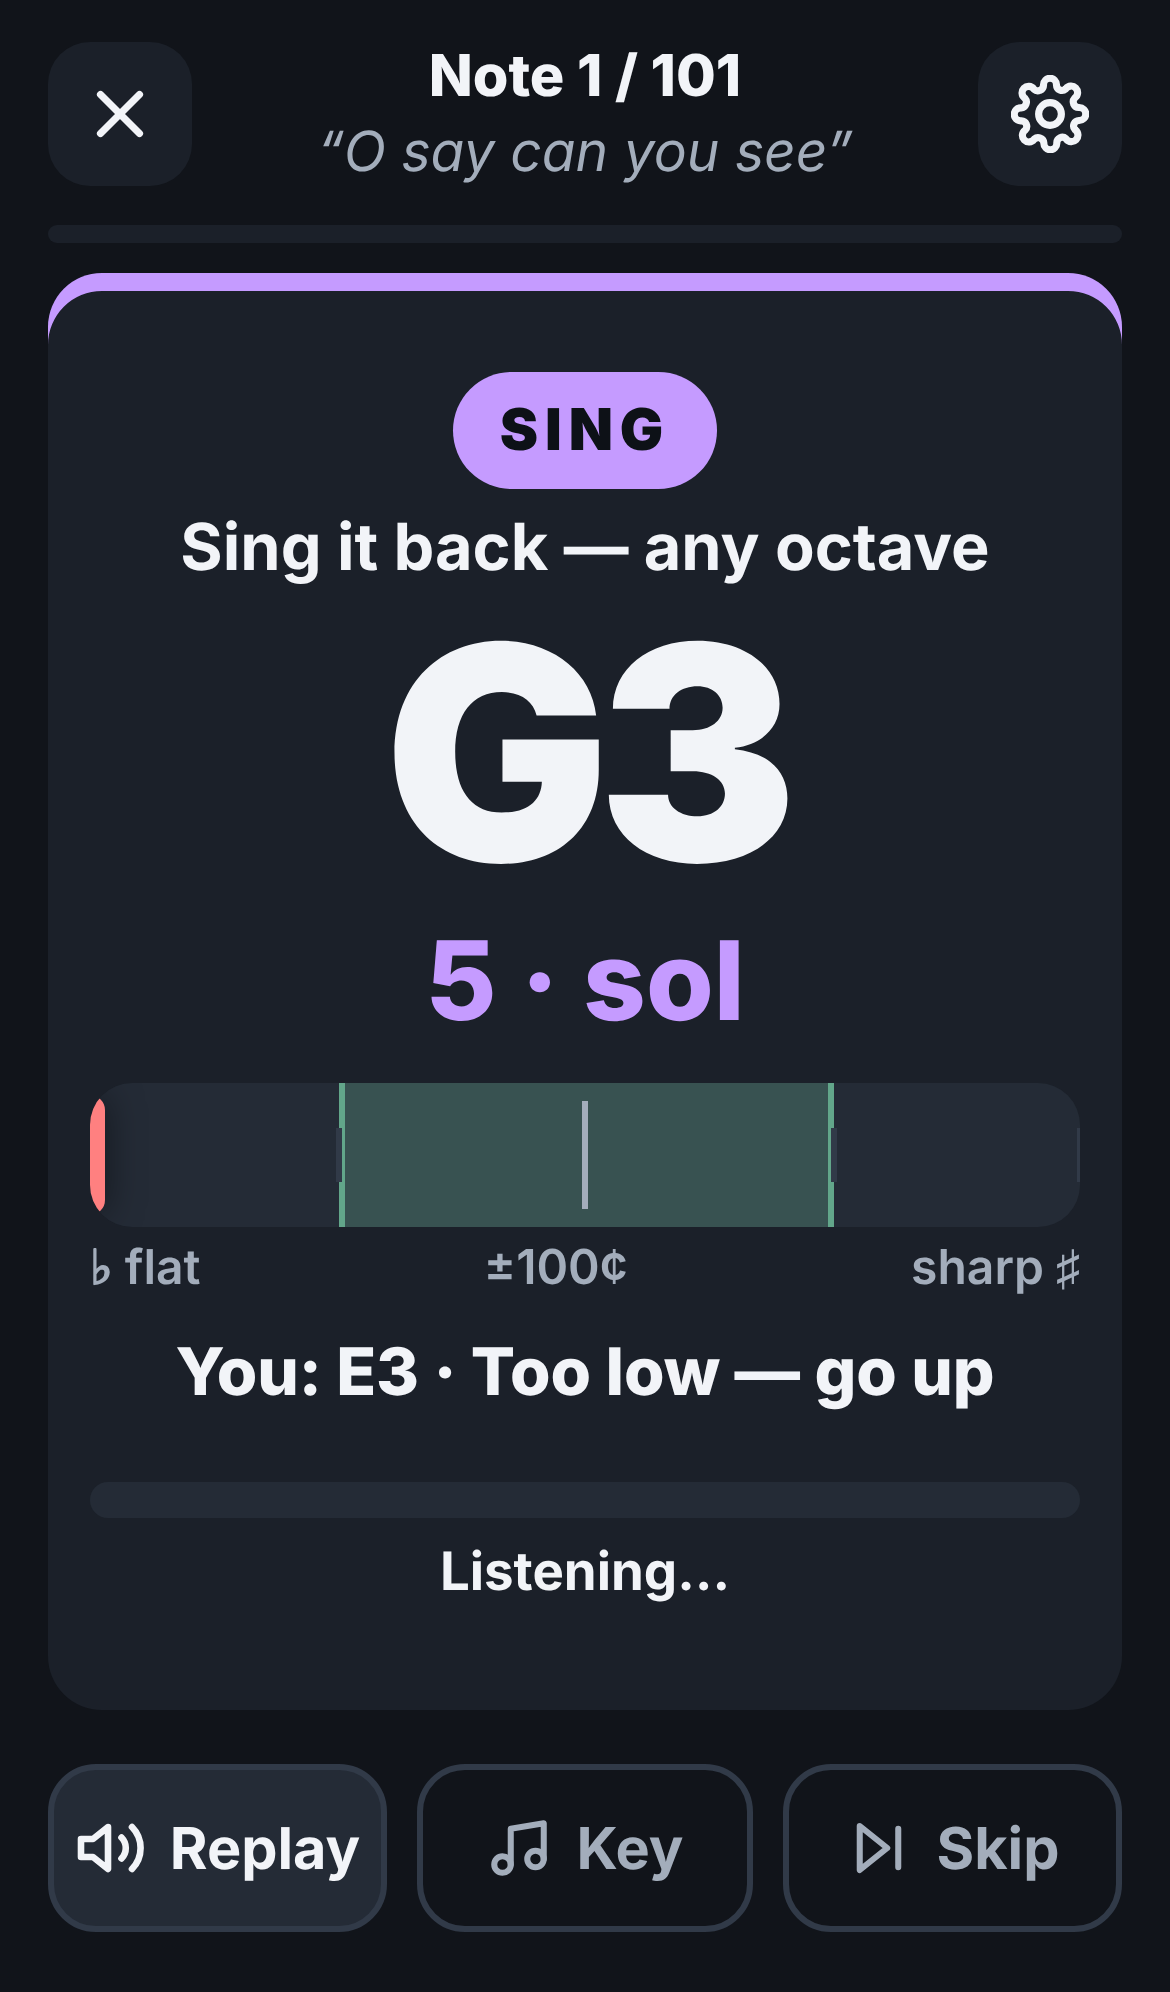 Note 1 / 101
“O say can you see”
SING
Sing it back — any octave
G3
5 · sol
♭ flat ±100¢ sharp ♯
You: E3 · Too low — go up
Listening...
Replay Key Skip